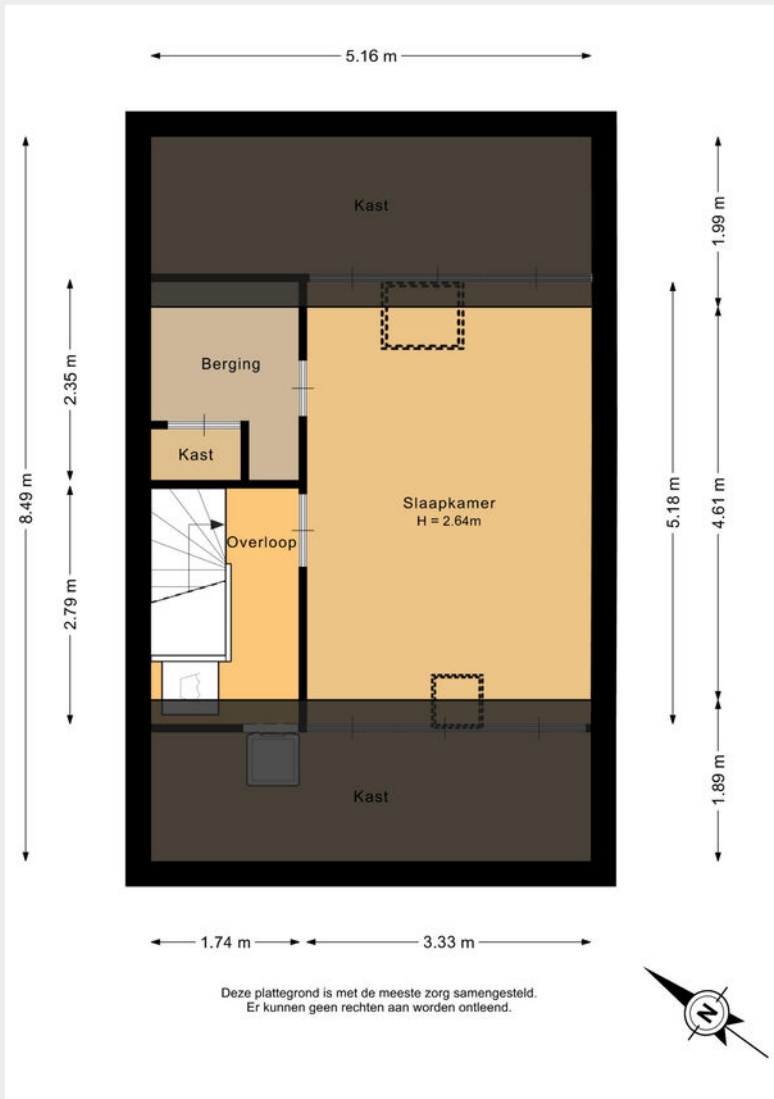 5.16 m
Kast
1.99 m
2.35 m
Berging
Kast
8.49 m
Slaapkamer
H = 2.64m
5.18 m
4.61 m
Overloop
2.79 m
Kast
1.89 m
1.74 m
3.33 m
Deze plattegrond is met de meeste zorg samengesteld.
Er kunnen geen rechten aan worden ontleend.
N